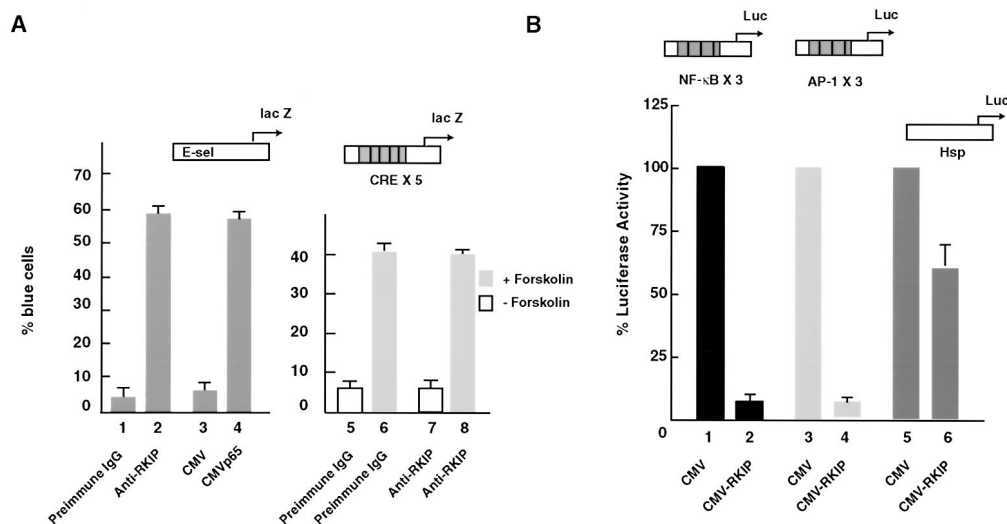 A
lac Z
E-sel
% blue cells
70
60
50
40
30
20
10
0
1 2 3 4
Preimmune IgG
Anti-RKIP
CMV
CMVp65
lac Z
CRE X 5
40
30
20
10
0
+ Forskolin
- Forskolin
5 6 7 8
Preimmune IgG
Preimmune IgG
Anti-RKIP
Anti-RKIP
B
Luc
NF-κB X 3
Luc
AP-1 X 3
Luc
Hsp
% Luciferase Activity
125
100
75
50
25
0
1 2 3 4 5 6
CMV
CMV-RKIP
CMV
CMV-RKIP
CMV
CMV-RKIP